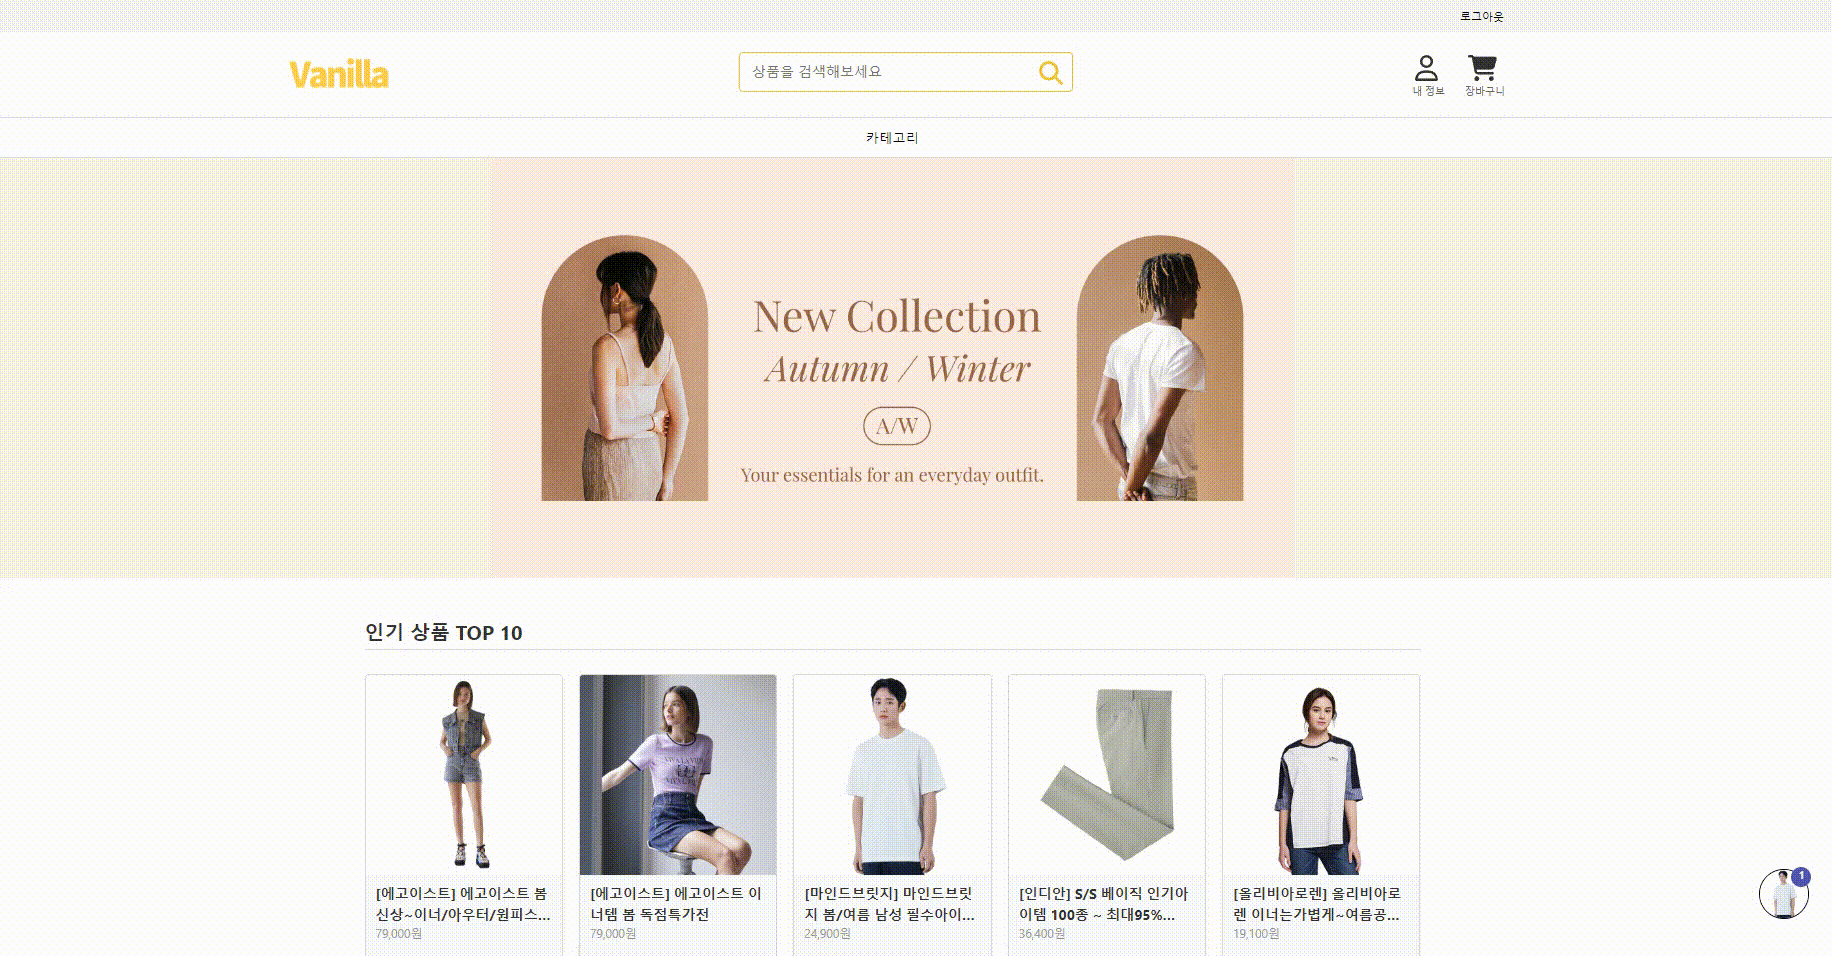 로그아웃
Vanilla
상품을 검색해보세요
내 정보
장바구니
카테고리
New Collection
Autumn / Winter
A/W
Your essentials for an everyday outfit.
인기 상품 TOP 10
[에고이스트] 에고이스트 봄
신상~이너/아우터/원피스...
79,000원
[에고이스트] 에고이스트 이
너템 봄 독점특가전
79,000원
[마인드브릿지] 마인드브릿
지 봄/여름 남성 필수아이...
24,900원
[인디안] S/S 베이직 인기아
이템 100종 ~ 최대95%...
36,400원
[올리비아로렌] 올리비아로
렌 이너는가볍게~여름공...
19,100원
1